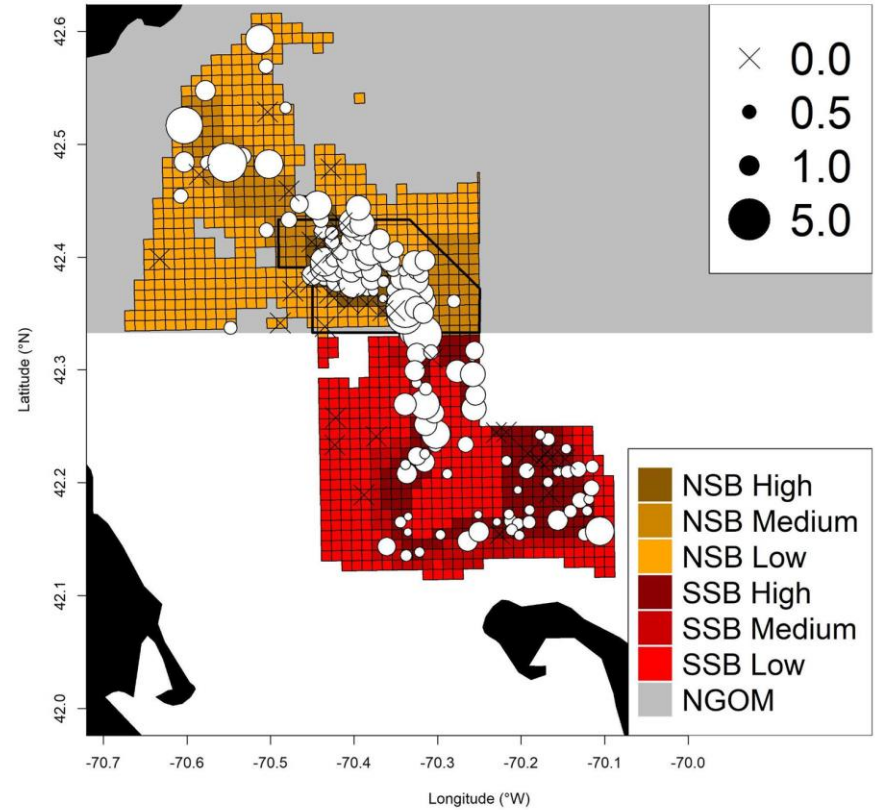 0.0
0.5
1.0
5.0
NSB High
NSB Medium
NSB Low
SSB High
SSB Medium
SSB Low
NGOM
42.6
42.5
42.4
42.3
42.2
42.1
42.0
Latitude (°N)
-70.7 -70.6 -70.5 -70.4 -70.3 -70.2 -70.1 -70.0
Longitude (°W)